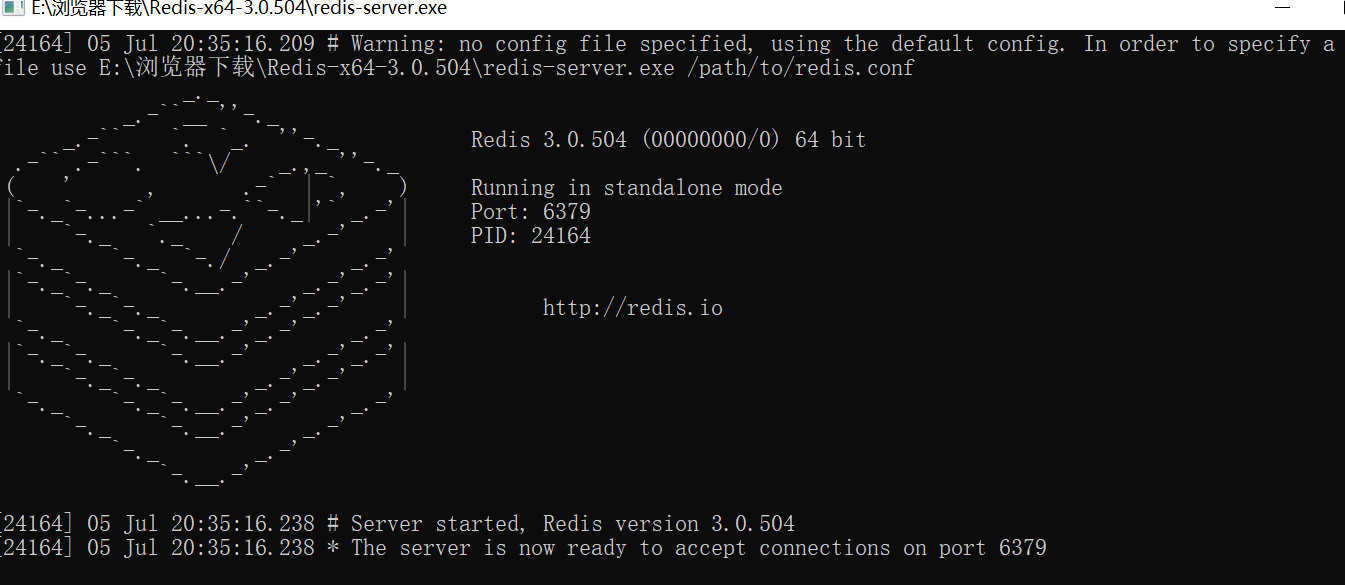 E:\浏览器下载\Redis-x64-3.0.504\redis-server.exe
[24164] 05 Jul 20:35:16.209 # Warning: no config file specified, using the default config. In order to specify a
file use E:\浏览器下载\Redis-x64-3.0.504\redis-server.exe /path/to/redis.conf
Redis 3.0.504 (00000000/0) 64 bit
Running in standalone mode
Port: 6379
PID: 24164
http://redis.io
[24164] 05 Jul 20:35:16.238 # Server started, Redis version 3.0.504
[24164] 05 Jul 20:35:16.238 * The server is now ready to accept connections on port 6379